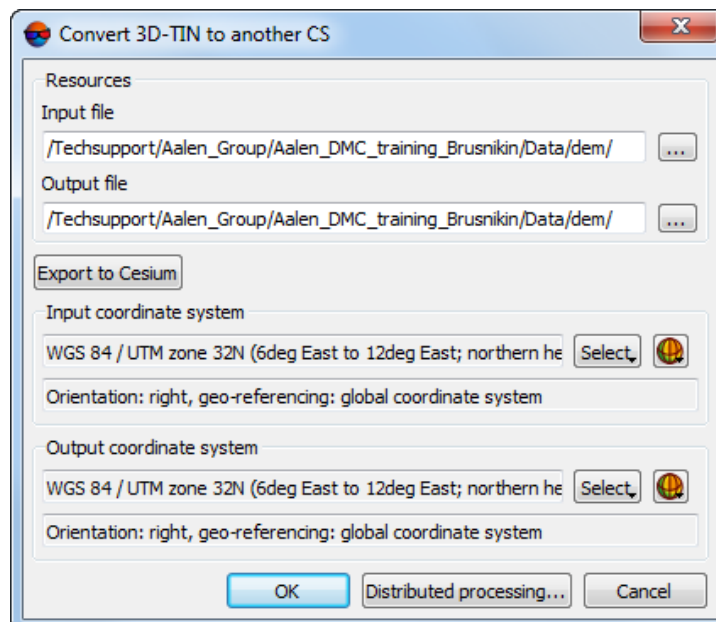 Convert 3D-TIN to another CS
Resources
Input file
/Techsupport/Aalen_Group/Aalen_DMC_training_Brusnikin/Data/dem/
...
Output file
/Techsupport/Aalen_Group/Aalen_DMC_training_Brusnikin/Data/dem/
...
Export to Cesium
Input coordinate system
WGS 84 / UTM zone 32N (6deg East to 12deg East; northern he
Select
Orientation: right, geo-referencing: global coordinate system
Output coordinate system
WGS 84 / UTM zone 32N (6deg East to 12deg East; northern he
Select
Orientation: right, geo-referencing: global coordinate system
OK Distributed processing... Cancel